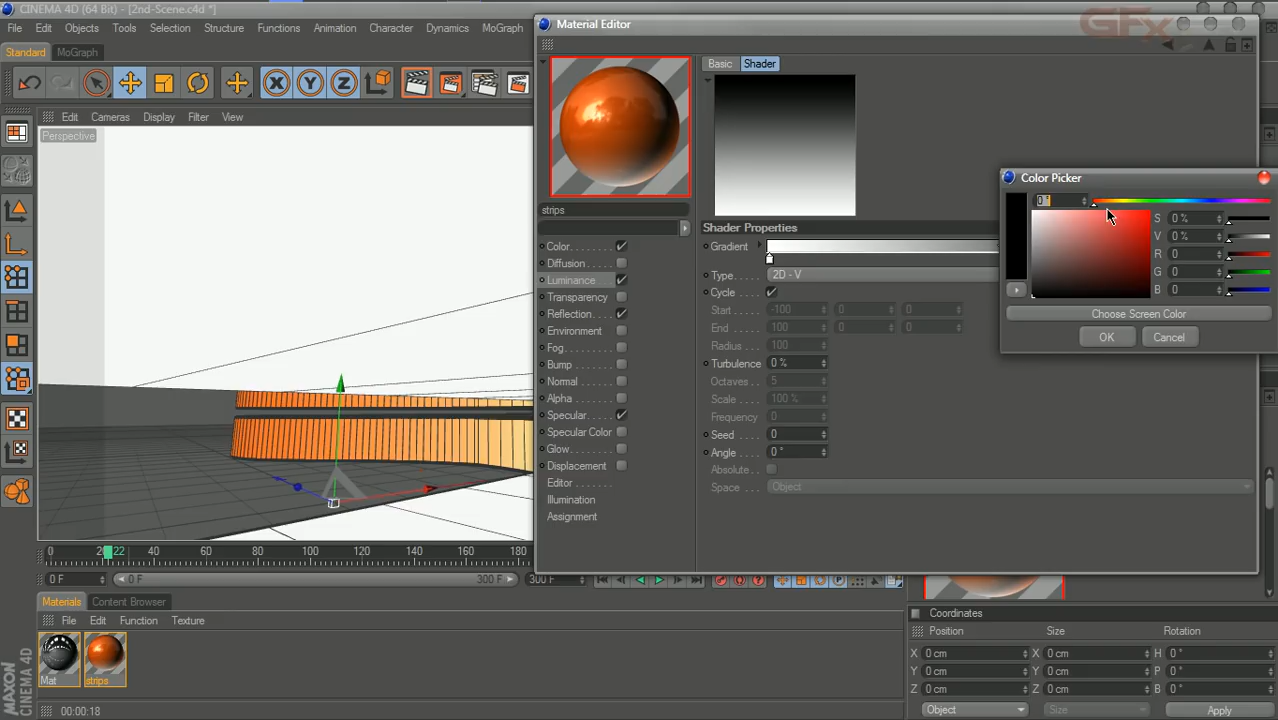 CINEMA 4D (64 Bit) - [2nd-Scene.c4d *]
File Edit Objects Tools Selection Structure Functions Animation Character Dynamics MoGraph
Standard MoGraph
X Y Z
Edit Cameras Display Filter View
Perspective
Material Editor
GFx
Basic Shader
strips
Color
Diffusion
Luminance
Transparency
Reflection
Environment
Fog
Bump
Normal
Alpha
Specular
Specular Color
Glow
Displacement
Editor
Illumination
Assignment
Shader Properties
Gradient
Type 2D - V
Cycle
Start -100 0 0
End 100 0 0
Radius 100
Turbulence 0 %
Octaves 5
Scale 100 %
Frequency 0
Seed 0
Angle 0 °
Absolute
Space Object
Color Picker
0 °
S 0 %
V 0 %
R 0
G 0
B 0
Choose Screen Color
OK Cancel
0 20 22 40 60 80 100 120 140 160 180
0 F 0 F 300 F 300 F
Materials Content Browser
File Edit Function Texture
Mat strips
Coordinates
Position Size Rotation
X 0 cm X 0 cm H 0 °
Y 0 cm Y 0 cm P 0 °
Z 0 cm Z 0 cm B 0 °
Object Size Apply
MAXON
CINEMA 4D
00:00:18